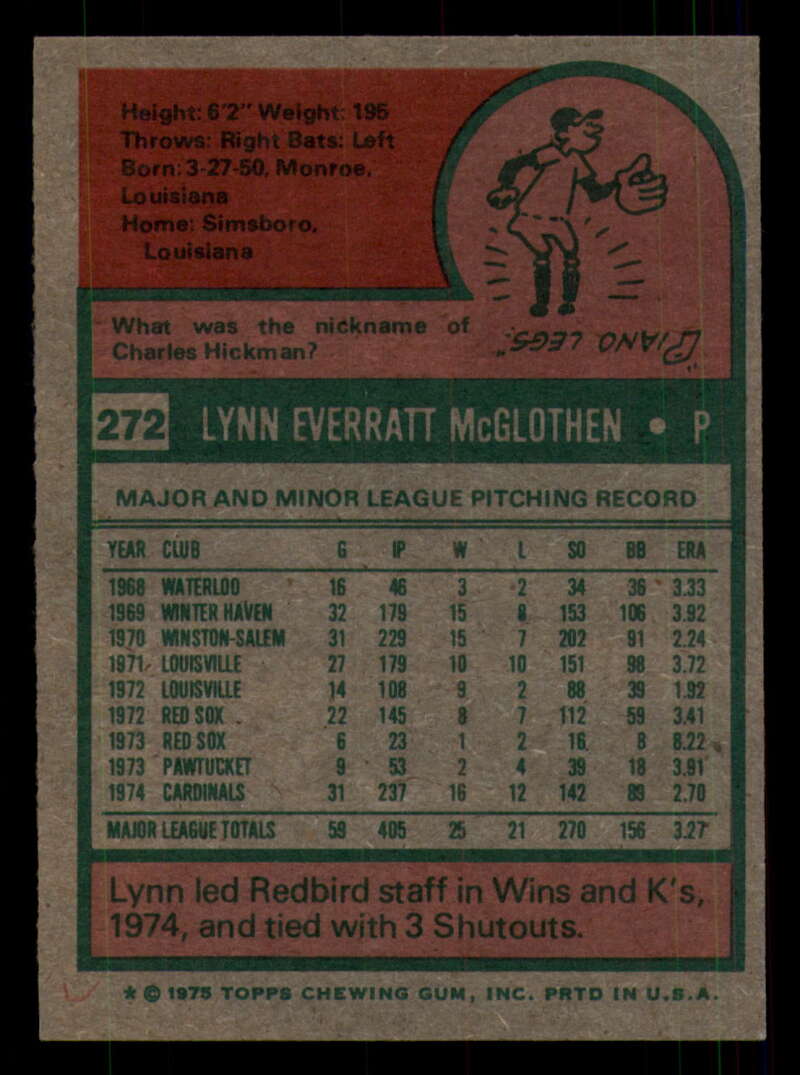 Height: 6'2" Weight: 195
Throws: Right Bats: Left
Born: 3-27-50, Monroe,
Louisiana
Home: Simsboro,
Louisiana
What was the nickname of
Charles Hickman?
"PIANO LEGS."
272 LYNN EVERRATT McGLOTHEN • P
MAJOR AND MINOR LEAGUE PITCHING RECORD
YEAR CLUB G IP W L SO BB ERA
1968 WATERLOO 16 46 3 2 34 36 3.33
1969 WINTER HAVEN 32 179 15 8 153 106 3.92
1970 WINSTON-SALEM 31 229 15 7 202 91 2.24
1971 LOUISVILLE 27 179 10 10 151 98 3.72
1972 LOUISVILLE 14 108 9 2 88 39 1.92
1972 RED SOX 22 145 8 7 112 59 3.41
1973 RED SOX 6 23 1 2 16 8 8.22
1973 PAWTUCKET 9 53 2 4 39 18 3.91
1974 CARDINALS 31 237 16 12 142 89 2.70
MAJOR LEAGUE TOTALS 59 405 25 21 270 156 3.27
Lynn led Redbird staff in Wins and K's,
1974, and tied with 3 Shutouts.
* © 1975 TOPPS CHEWING GUM, INC. PRTD IN U.S.A.